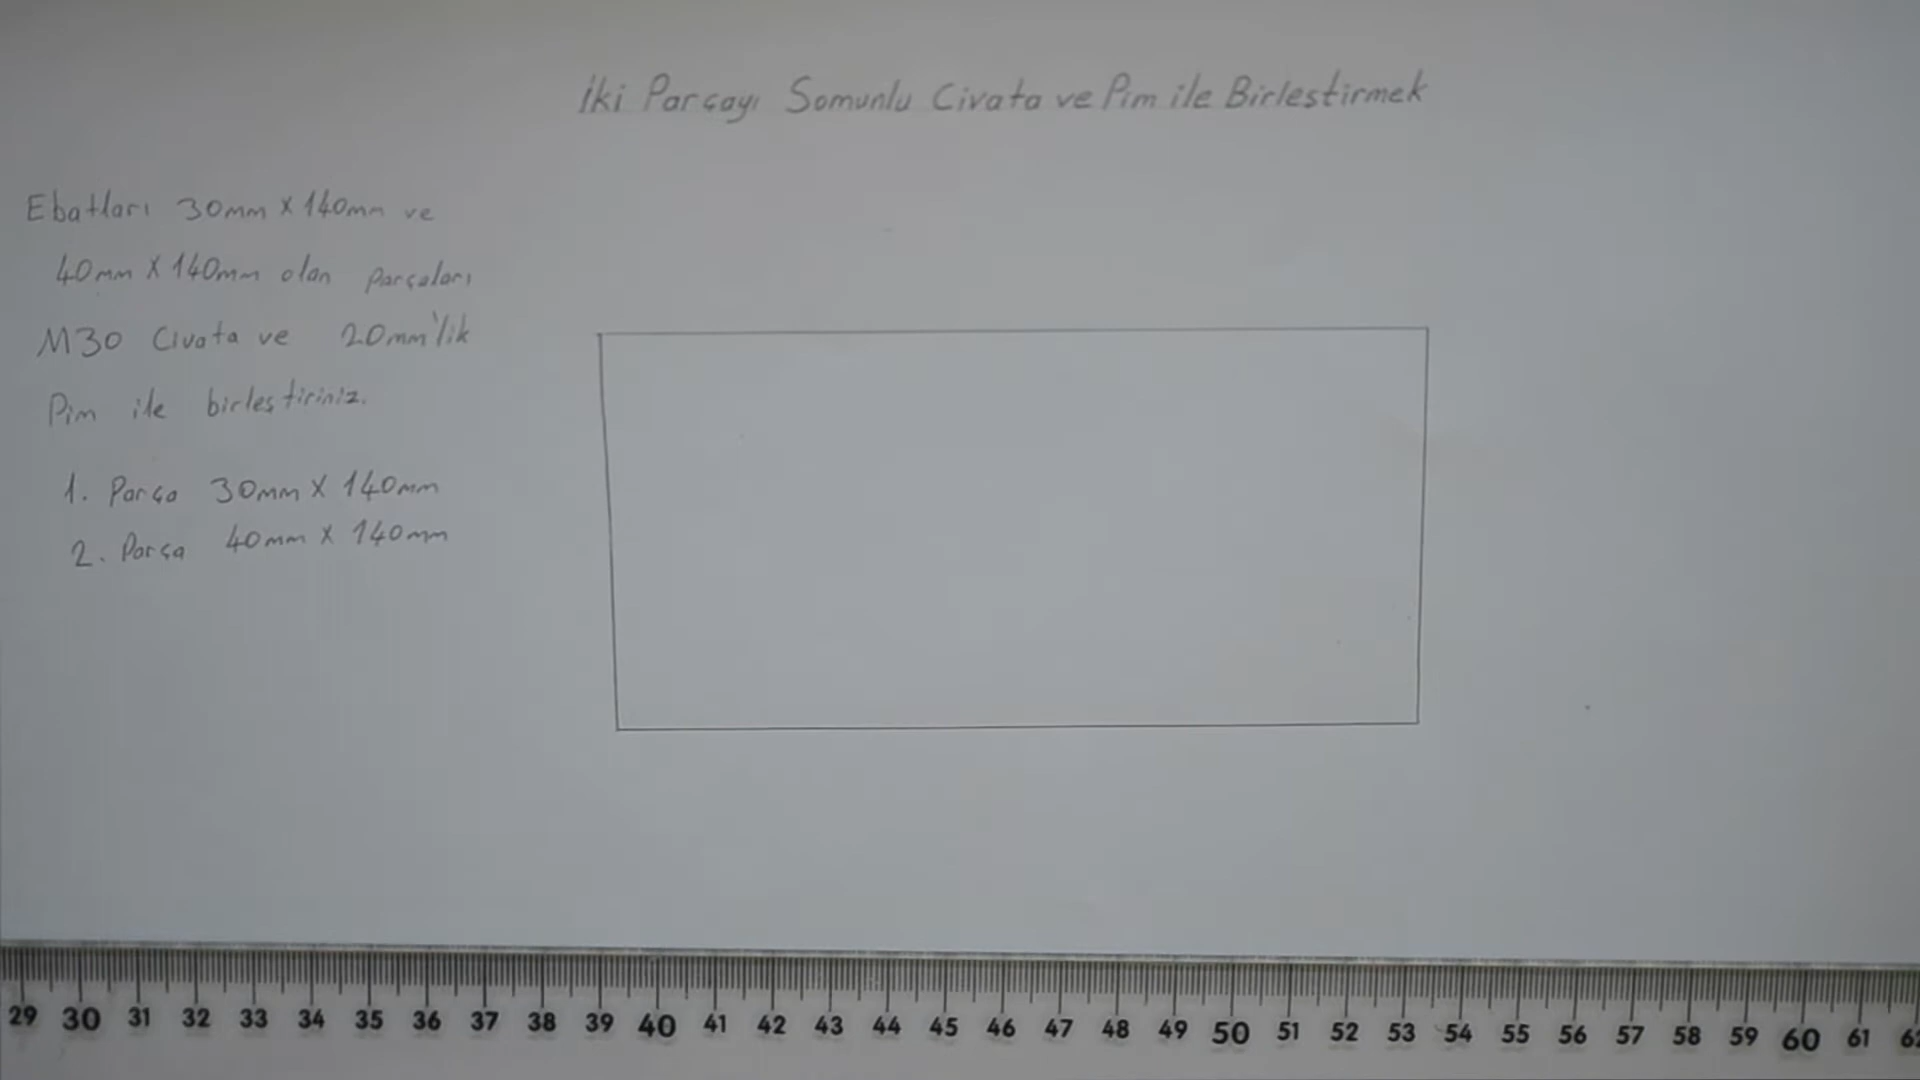 İki Parçayı Somunlu Civata ve Pim ile Birleştirmek
Ebatları 30mm X 140mm ve
40mm X 140mm olan parçaları
M30 Civata ve 20mm'lik
Pim ile birleştiriniz.
1. Parça 30mm X 140mm
2. Parça 40mm X 140mm
29 30 31 32 33 34 35 36 37 38 39 40 41 42 43 44 45 46 47 48 49 50 51 52 53 54 55 56 57 58 59 60 61